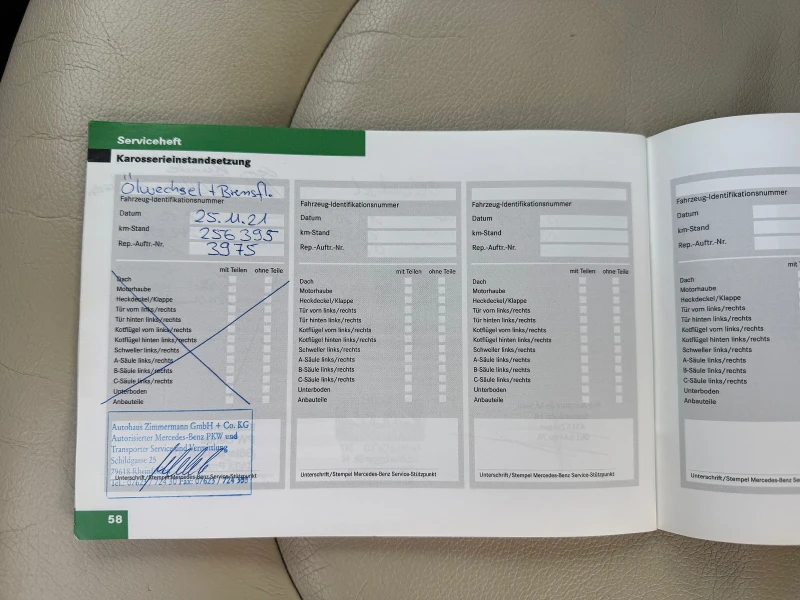 Serviceheft
Karosserieinstandsetzung
Ölwechsel + Bremsfl.
Fahrzeug-Identifikationsnummer
Datum 25.11.21
km-Stand 256 395
Rep.-Auftr.-Nr. 3975
mit Teilen ohne Teile
Dach
Motorhaube
Heckdeckel/Klappe
Tür vorn links/rechts
Tür hinten links/rechts
Kotflügel vorn links/rechts
Kotflügel hinten links/rechts
Schweller links/rechts
A-Säule links/rechts
B-Säule links/rechts
C-Säule links/rechts
Unterboden
Anbauteile
Autohaus Zimmermann GmbH + Co. KG
Autorisierter Mercedes-Benz PKW und
Transporter Service und Vermittlung
Schildgasse 25
79618
Unterschrift/Stempel Mercedes-Benz Service-Stützpunkt
Fax: 07623 / 724 385
58
Fahrzeug-Identifikationsnummer
Datum
km-Stand
Rep.-Auftr.-Nr.
mit Teilen ohne Teile
Dach
Motorhaube
Heckdeckel/Klappe
Tür vorn links/rechts
Tür hinten links/rechts
Kotflügel vorn links/rechts
Kotflügel hinten links/rechts
Schweller links/rechts
A-Säule links/rechts
B-Säule links/rechts
C-Säule links/rechts
Unterboden
Anbauteile
Unterschrift/Stempel Mercedes-Benz Service-Stützpunkt
Fahrzeug-Identifikationsnummer
Datum
km-Stand
Rep.-Auftr.-Nr.
mit Teilen ohne Teile
Dach
Motorhaube
Heckdeckel/Klappe
Tür vorn links/rechts
Tür hinten links/rechts
Kotflügel vorn links/rechts
Kotflügel hinten links/rechts
Schweller links/rechts
A-Säule links/rechts
B-Säule links/rechts
C-Säule links/rechts
Unterboden
Anbauteile
Unterschrift/Stempel Mercedes-Benz Service-Stützpunkt
Fahrzeug-Identifikationsnummer
Datum
km-Stand
Rep.-Auftr.-Nr.
mit
Dach
Motorhaube
Heckdeckel/Klappe
Tür vorn links/rechts
Tür hinten links/rechts
Kotflügel vorn links/rechts
Kotflügel hinten links/rechts
Schweller links/rechts
A-Säule links/rechts
B-Säule links/rechts
C-Säule links/rechts
Unterboden
Anbauteile
Unterschrift/Stempel Mercedes-Benz